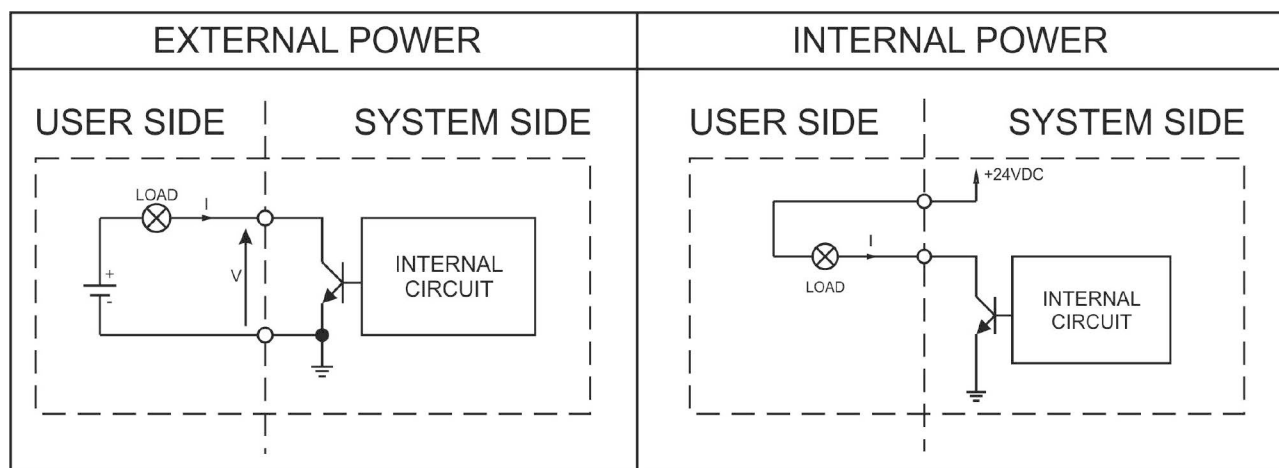 EXTERNAL POWER
INTERNAL POWER
USER SIDE
SYSTEM SIDE
LOAD
I
V
+
-
INTERNAL
CIRCUIT
USER SIDE
SYSTEM SIDE
+24VDC
I
LOAD
INTERNAL
CIRCUIT